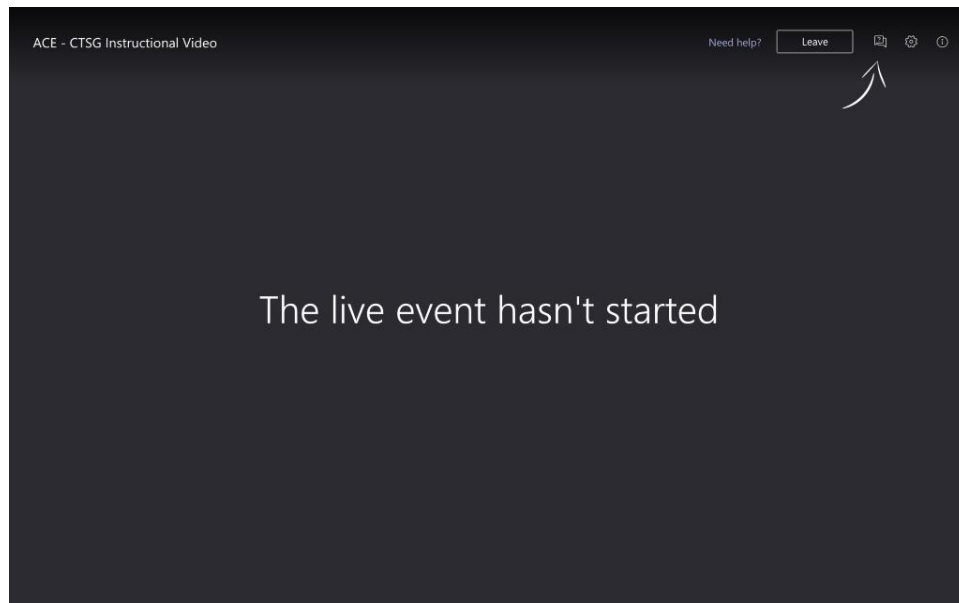 ACE - CTSG Instructional Video
Need help?
Leave
The live event hasn't started